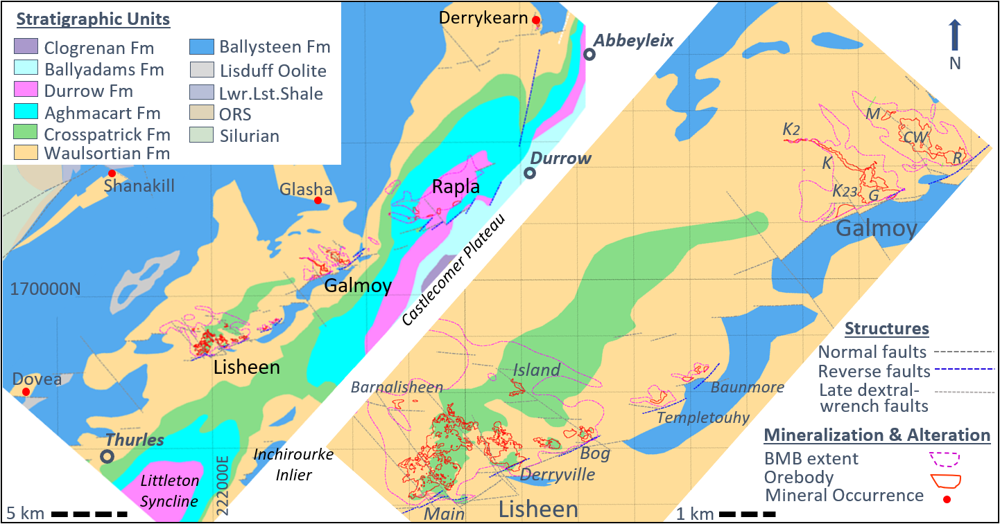 Stratigraphic Units
Clogrenan Fm
Ballyadams Fm
Durrow Fm
Aghmacart Fm
Crosspatrick Fm
Waulsortian Fm
Ballysteen Fm
Lisduff Oolite
Lwr.Lst.Shale
ORS
Silurian
Derrykearn
Abbeyleix
N
Durrow
Shanakill
Glasha
Rapla
Galmoy
Castlecomer Plateau
170000N
Lisheen
Dovea
Thurles
Littleton
Syncline
222000E
Inchirourke
Inlier
5 km
M
K2
CW
K
R
K23
G
Galmoy
Island
Barnalisheen
Baunmore
Templetouhy
Bog
Derryville
Main
Lisheen
1 km
Structures
Normal faults
Reverse faults
Late dextral-
wrench faults
Mineralization & Alteration
BMB extent
Orebody
Mineral Occurrence